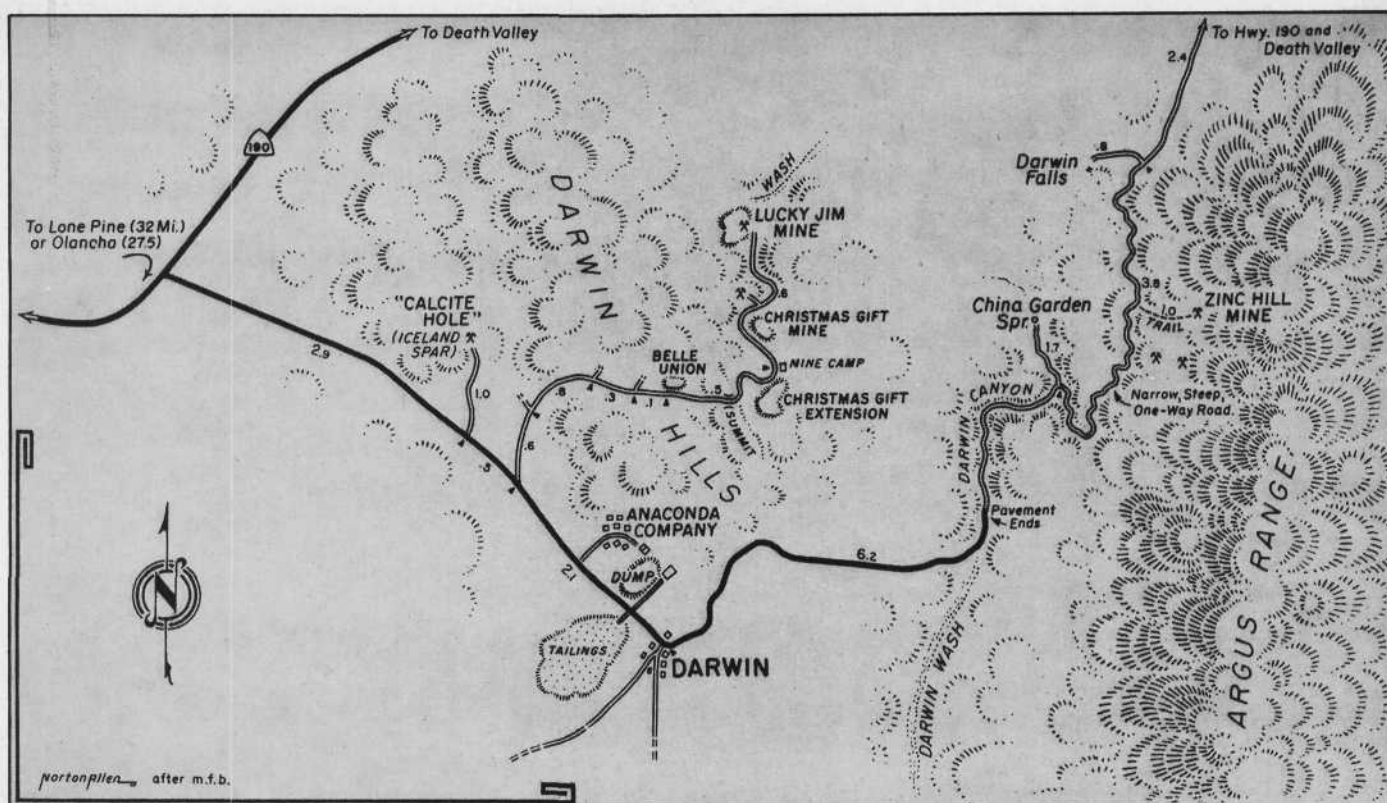 To Death Valley
190
To Lone Pine (32 Mi.)
or Olancha (27.5)
2.9
"CALCITE
HOLE"
(ICELAND
SPAR)
1.0
DARWIN
HILLS
WASH
LUCKY JIM
MINE
.6
CHRISTMAS GIFT
MINE
NINE CAMP
CHRISTMAS GIFT
EXTENSION
BELLE
UNION
.5
SUMMIT
.1
.3
.4
.8
.6
2.1
ANACONDA
COMPANY
DUMP
TAILINGS
DARWIN
6.2
Pavement
Ends
DARWIN WASH
DARWIN CANYON
China Garden
Spr.
1.7
Narrow, Steep,
One-Way Road.
3.8
1.0
TRAIL
ZINC HILL
MINE
Darwin
Falls
.8
2.4
To Hwy. 190 and
Death Valley
ARGUS RANGE
N
nortonallen after m.f.b.